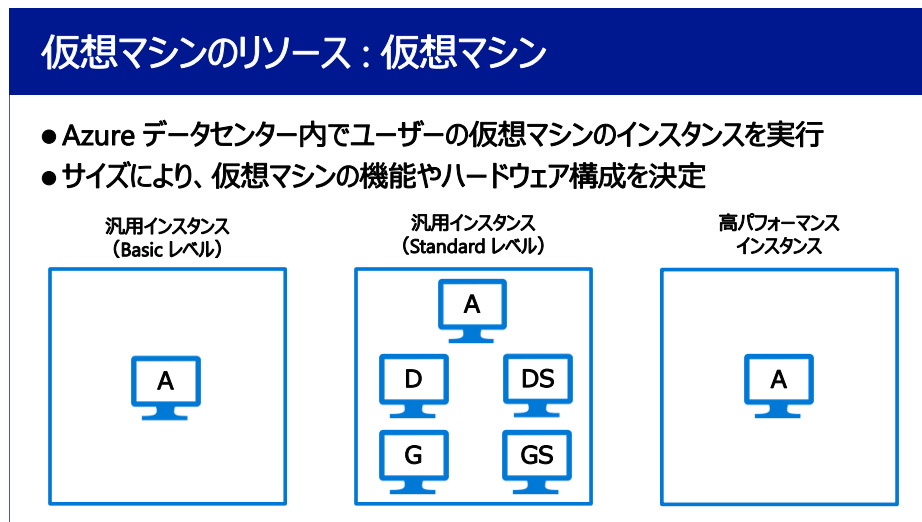 仮想マシンのリソース : 仮想マシン
● Azure データセンター内でユーザーの仮想マシンのインスタンスを実行
● サイズにより、仮想マシンの機能やハードウェア構成を決定
汎用インスタンス
（Basic レベル）
A
汎用インスタンス
（Standard レベル）
A
D
DS
G
GS
高パフォーマンス
インスタンス
A